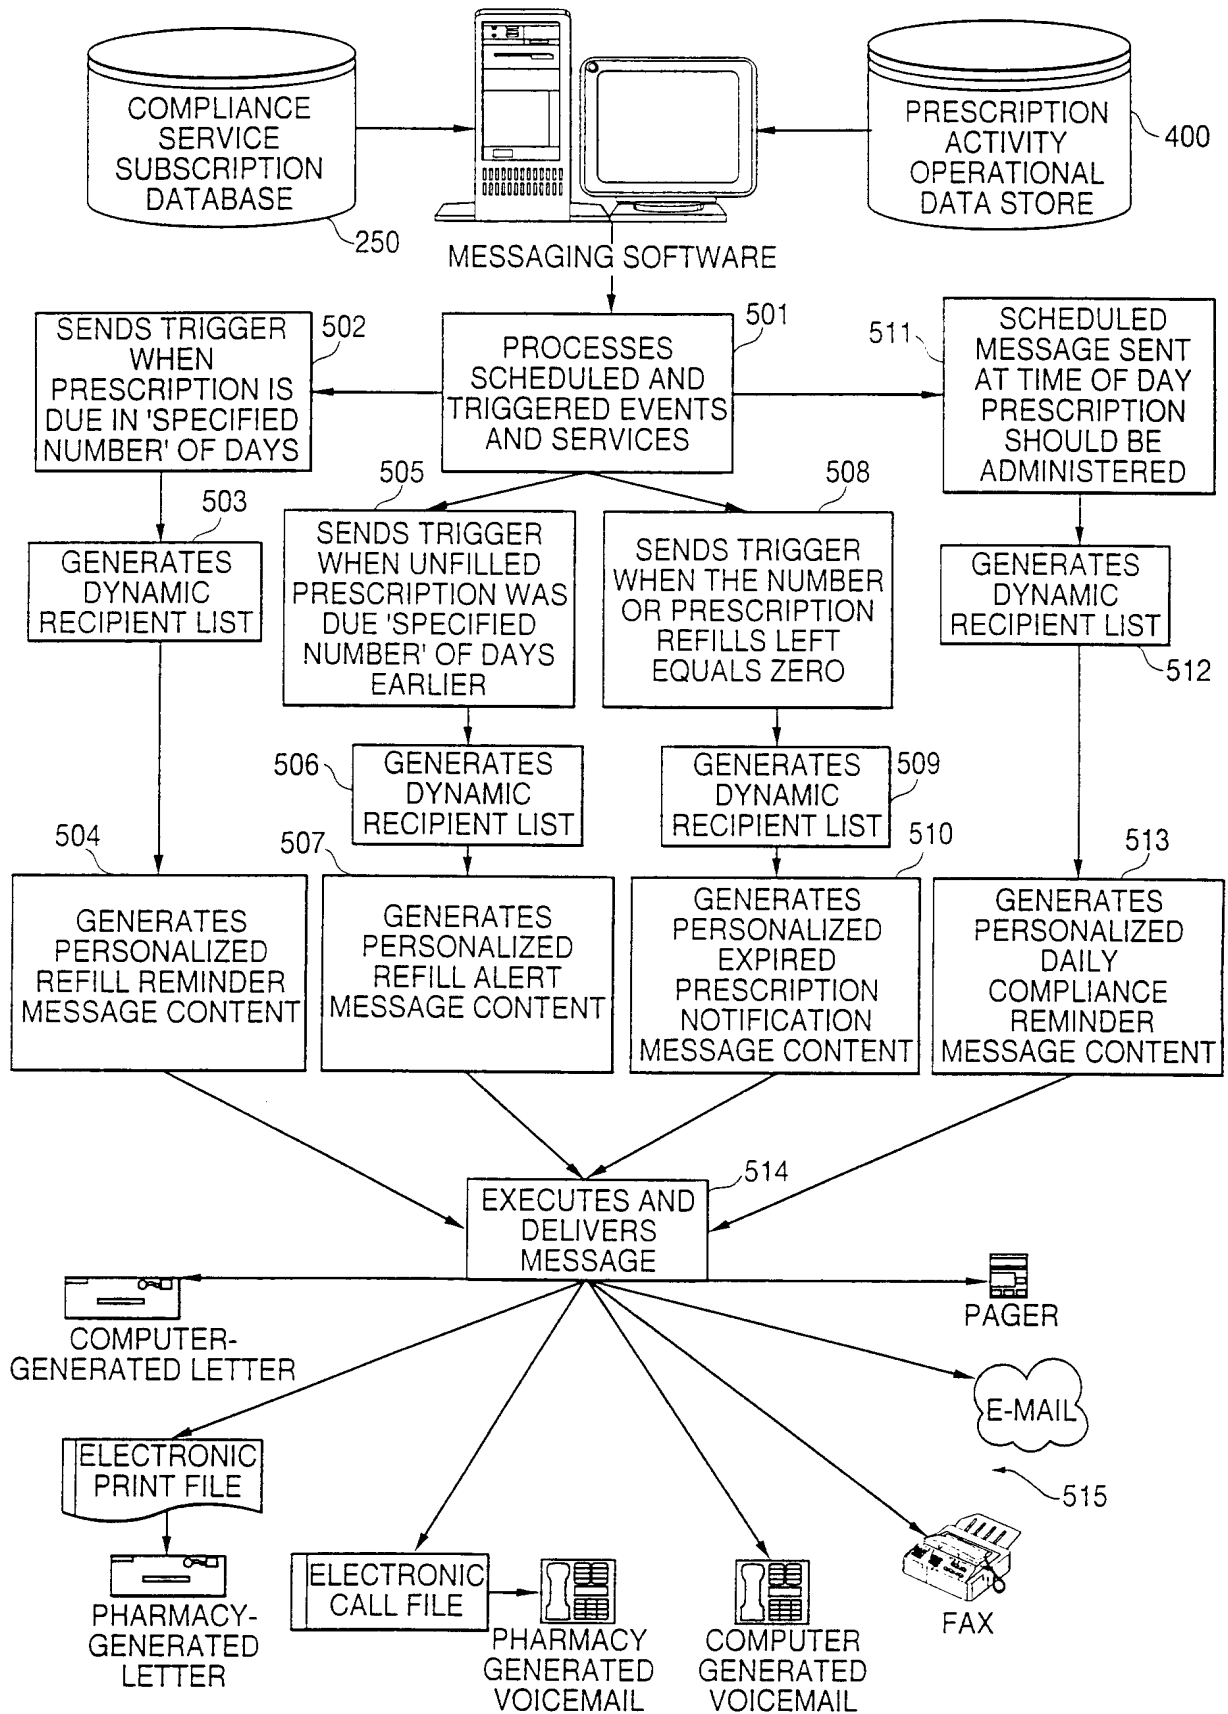 COMPLIANCE
SERVICE
SUBSCRIPTION
DATABASE
250
PRESCRIPTION
ACTIVITY
OPERATIONAL
DATA STORE
400
MESSAGING SOFTWARE
501
PROCESSES
SCHEDULED AND
TRIGGERED EVENTS
AND SERVICES
502
SENDS TRIGGER
WHEN
PRESCRIPTION IS
DUE IN 'SPECIFIED
NUMBER' OF DAYS
511
SCHEDULED
MESSAGE SENT
AT TIME OF DAY
PRESCRIPTION
SHOULD BE
ADMINISTERED
503
GENERATES
DYNAMIC
RECIPIENT LIST
505
SENDS TRIGGER
WHEN UNFILLED
PRESCRIPTION WAS
DUE 'SPECIFIED
NUMBER' OF DAYS
EARLIER
508
SENDS TRIGGER
WHEN THE NUMBER
OR PRESCRIPTION
REFILLS LEFT
EQUALS ZERO
GENERATES
DYNAMIC
RECIPIENT LIST
512
506
GENERATES
DYNAMIC
RECIPIENT LIST
509
GENERATES
DYNAMIC
RECIPIENT LIST
504
GENERATES
PERSONALIZED
REFILL REMINDER
MESSAGE CONTENT
507
GENERATES
PERSONALIZED
REFILL ALERT
MESSAGE CONTENT
510
GENERATES
PERSONALIZED
EXPIRED
PRESCRIPTION
NOTIFICATION
MESSAGE CONTENT
513
GENERATES
PERSONALIZED
DAILY
COMPLIANCE
REMINDER
MESSAGE CONTENT
514
EXECUTES AND
DELIVERS
MESSAGE
COMPUTER-
GENERATED LETTER
PAGER
E-MAIL
515
ELECTRONIC
PRINT FILE
PHARMACY-
GENERATED
LETTER
ELECTRONIC
CALL FILE
PHARMACY
GENERATED
VOICEMAIL
COMPUTER
GENERATED
VOICEMAIL
FAX